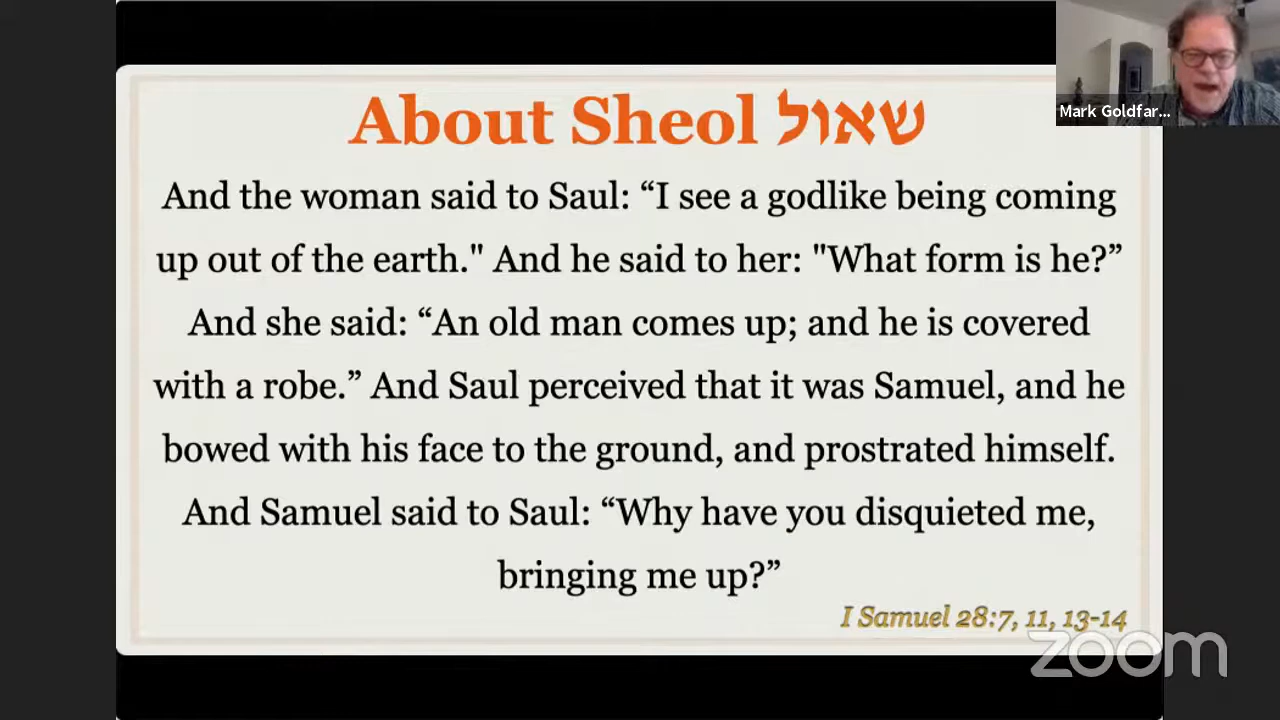 About Sheol שאול
And the woman said to Saul: “I see a godlike being coming
up out of the earth." And he said to her: "What form is he?”
And she said: “An old man comes up; and he is covered
with a robe.” And Saul perceived that it was Samuel, and he
bowed with his face to the ground, and prostrated himself.
And Samuel said to Saul: “Why have you disquieted me,
bringing me up?”
I Samuel 28:7, 11, 13-14
Mark Goldfar...
zoom